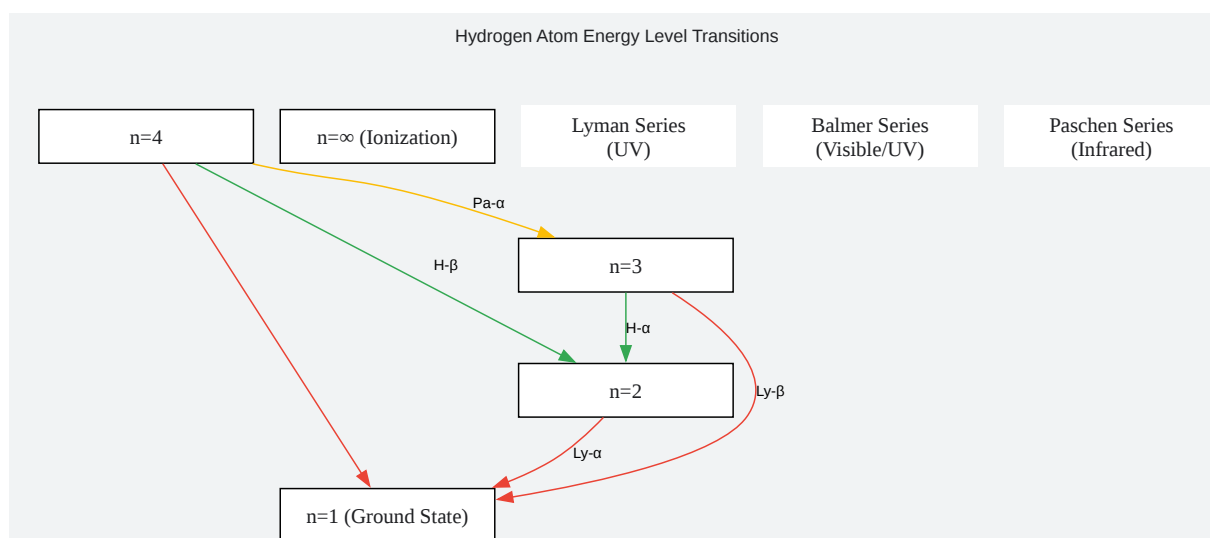 Hydrogen Atom Energy Level Transitions
n=4
n=∞ (Ionization)
Lyman Series
(UV)
Balmer Series
(Visible/UV)
Paschen Series
(Infrared)
Pa-α
H-β
n=3
H-α
n=2
Ly-β
Ly-α
n=1 (Ground State)